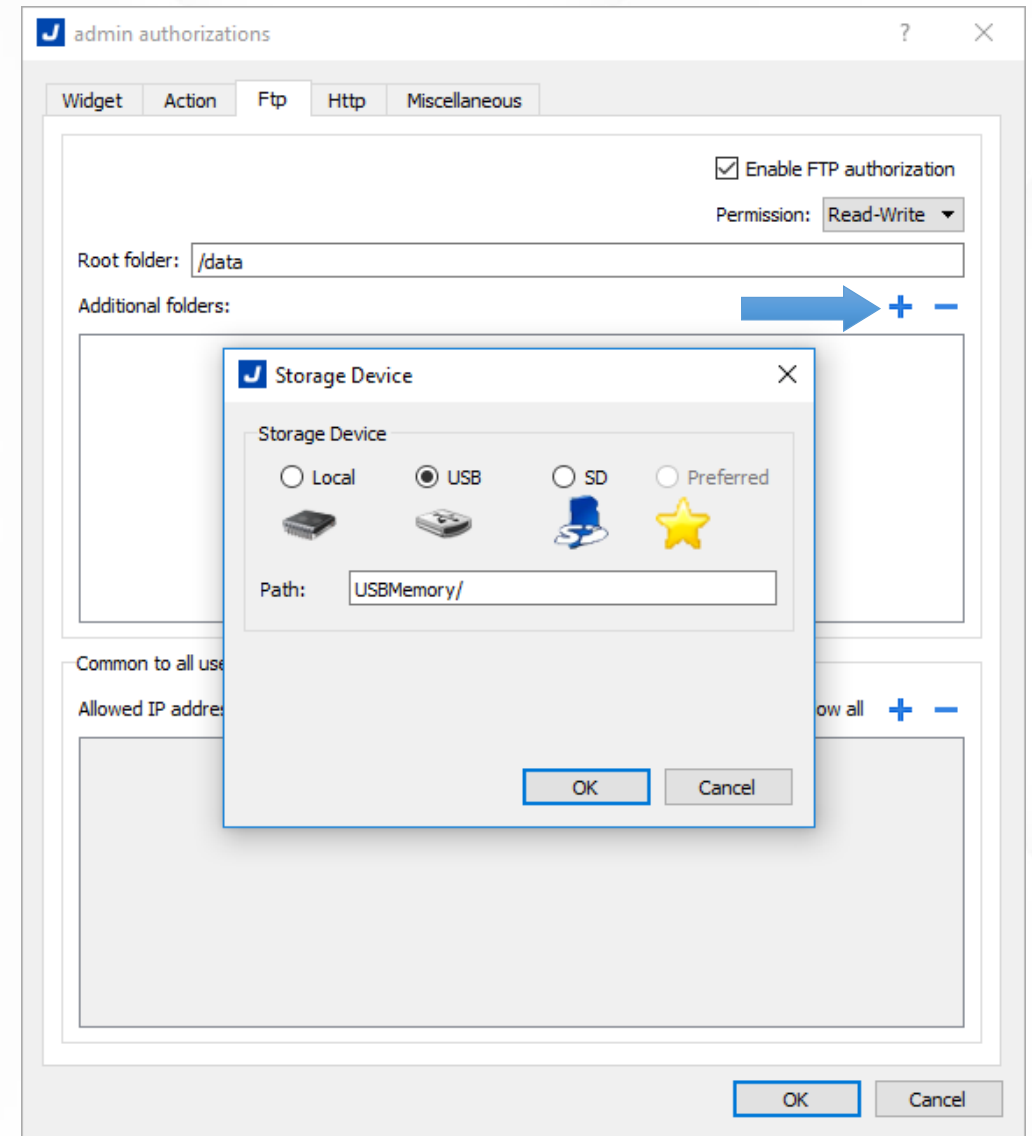 admin authorizations
Widget Action Ftp Http Miscellaneous
Enable FTP authorization
Permission: Read-Write
Root folder: /data
Additional folders:
Storage Device
Storage Device
Local USB SD Preferred
Path: USBMemory/
OK Cancel
Common to all use
Allowed IP addre ow all
OK Cancel